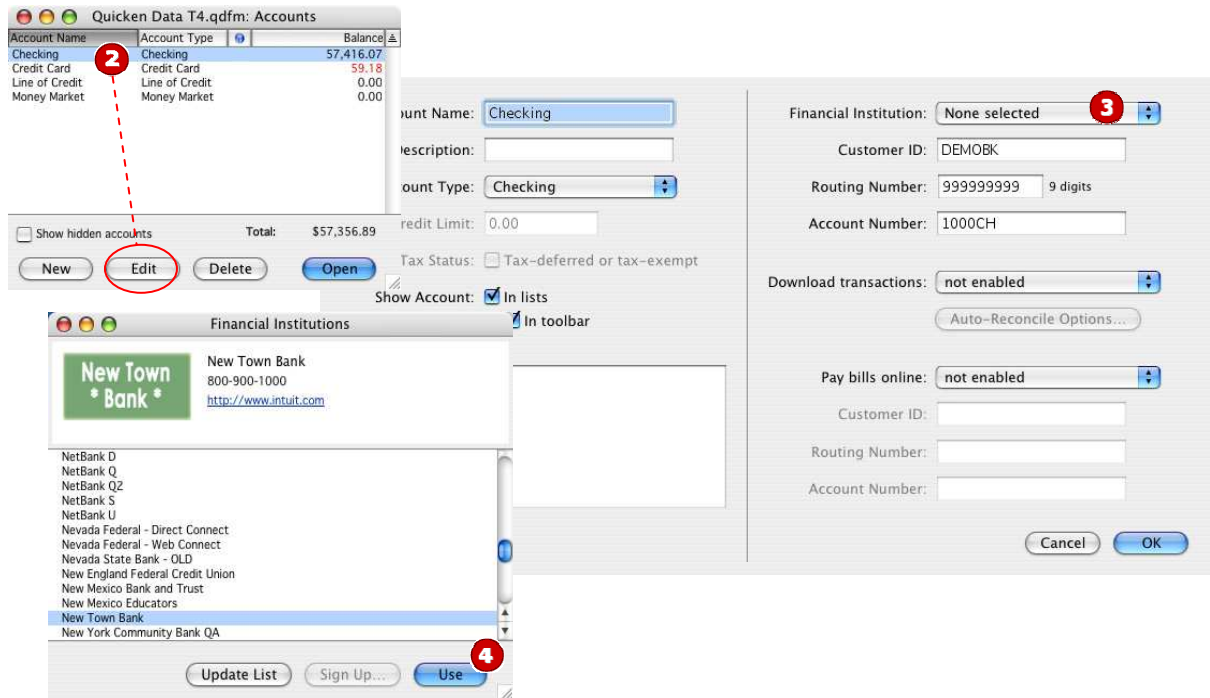 Quicken Data T4.qdfm: Accounts
Account Name Account Type Balance
Checking Checking 57,416.07
Credit Card Credit Card 59.18
Line of Credit Line of Credit 0.00
Money Market Money Market 0.00
2
Show hidden accounts Total: $57,356.89
New Edit Delete Open
ount Name: Checking
escription:
ount Type: Checking
redit Limit: 0.00
Tax Status: Tax-deferred or tax-exempt
Show Account: In lists
In toolbar
Financial Institution: None selected
3
Customer ID: DEMOBK
Routing Number: 999999999 9 digits
Account Number: 1000CH
Download transactions: not enabled
Auto-Reconcile Options...
Pay bills online: not enabled
Customer ID:
Routing Number:
Account Number:
Cancel OK
Financial Institutions
New Town
* Bank *
New Town Bank
800-900-1000
http://www.intuit.com
NetBank D
NetBank Q
NetBank Q2
NetBank S
NetBank U
Nevada Federal - Direct Connect
Nevada Federal - Web Connect
Nevada State Bank - OLD
New England Federal Credit Union
New Mexico Bank and Trust
New Mexico Educators
New Town Bank
New York Community Bank QA
4
Update List Sign Up... Use